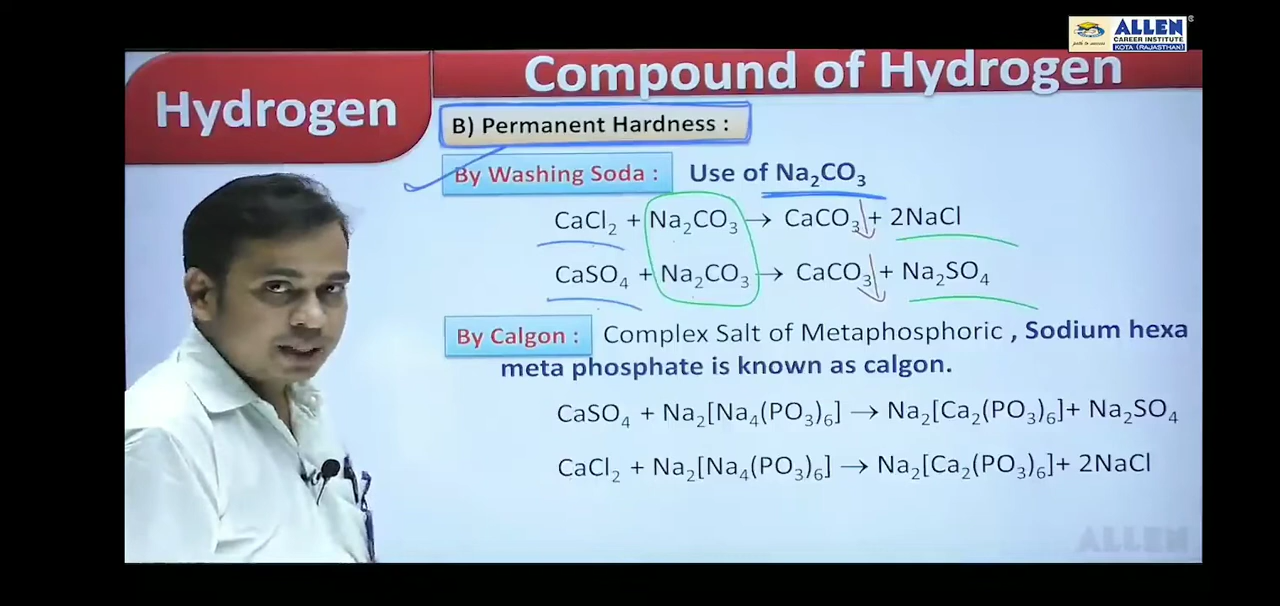 ALLEN
CAREER INSTITUTE
KOTA (RAJASTHAN)
path to success
Compound of Hydrogen
Hydrogen
B) Permanent Hardness :
By Washing Soda : Use of Na₂CO₃
CaCl₂ + Na₂CO₃ → CaCO₃ + 2NaCl
CaSO₄ + Na₂CO₃ → CaCO₃ + Na₂SO₄
By Calgon : Complex Salt of Metaphosphoric , Sodium hexa
meta phosphate is known as calgon.
CaSO₄ + Na₂[Na₄(PO₃)₆] → Na₂[Ca₂(PO₃)₆]+ Na₂SO₄
CaCl₂ + Na₂[Na₄(PO₃)₆] → Na₂[Ca₂(PO₃)₆]+ 2NaCl
ALLEN